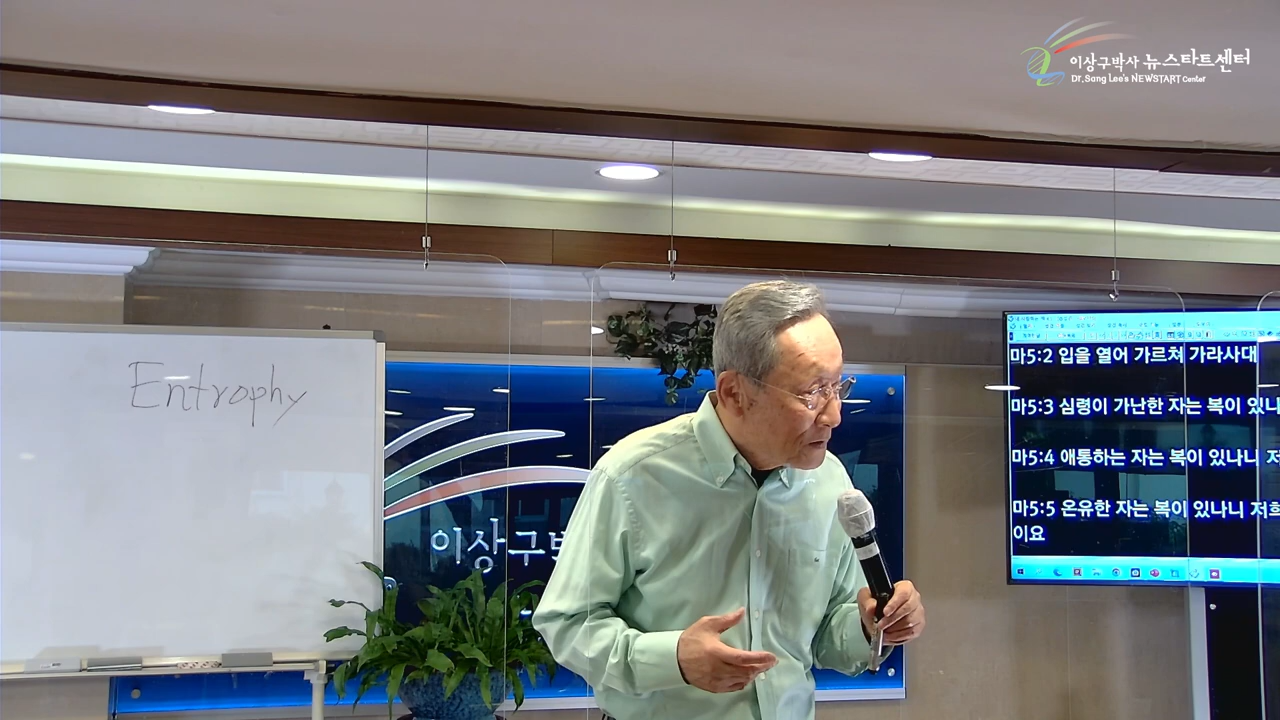 이상구박사 뉴스타트센터
Dr. Sang Lee's NEWSTART Center
Entrophy
이상구
마5:2 입을 열어 가르쳐 가라사대
마5:3 심령이 가난한 자는 복이 있나
마5:4 애통하는 자는 복이 있나니 저
마5:5 온유한 자는 복이 있나니 저희
이요